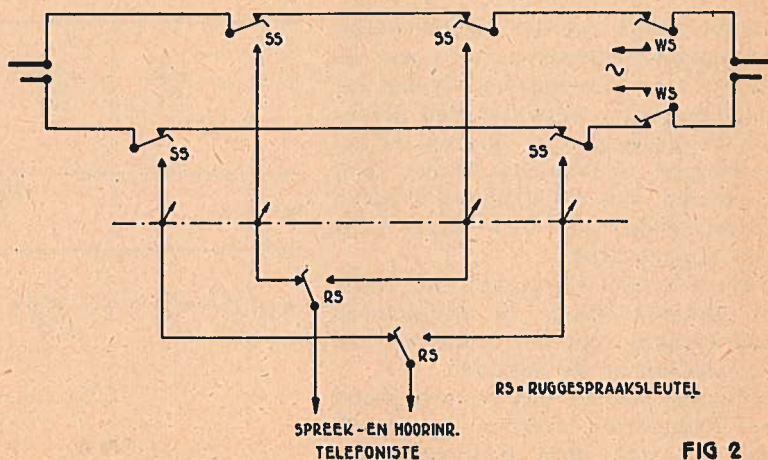 SS
SS
WS
WS
SS
SS
RS
RS
RS = RUGGESPRAAKSLEUTEL
SPREEK-EN HOORINR.
TELEFONISTE
FIG 2